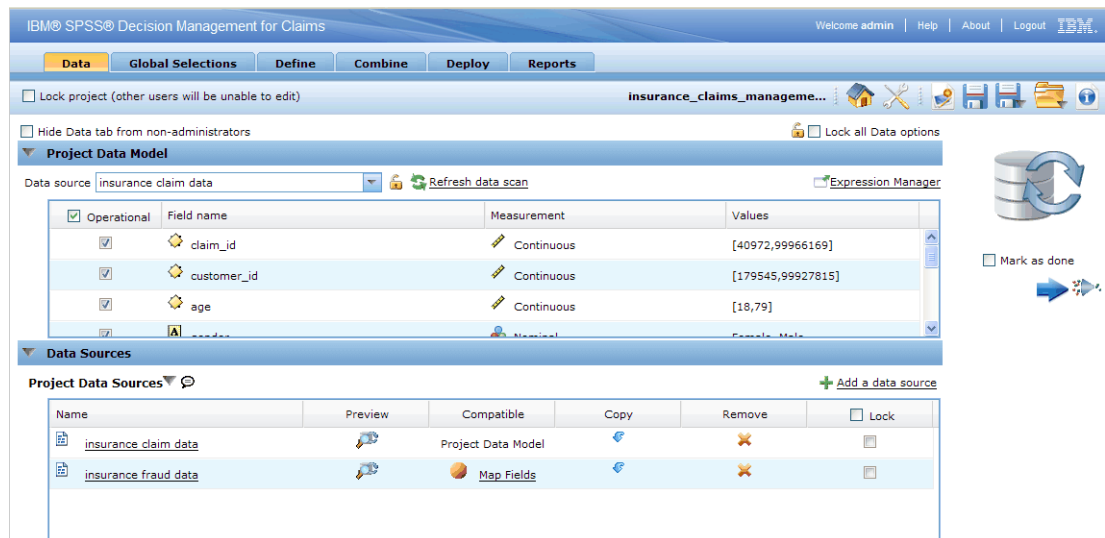 IBM® SPSS® Decision Management for Claims
Welcome admin | Help | About | Logout IBM.
Data Global Selections Define Combine Deploy Reports
Lock project (other users will be unable to edit) insurance_claims_manageme...
Hide Data tab from non-administrators Lock all Data options
Project Data Model
Data source insurance claim data Refresh data scan Expression Manager
Operational Field name Measurement Values
claim_id Continuous [40972,99966169]
customer_id Continuous [179545,99927815]
age Continuous [18,79]
A gender Nominal Female, Male
Mark as done
Data Sources
Project Data Sources Add a data source
Name Preview Compatible Copy Remove Lock
insurance claim data Project Data Model
insurance fraud data Map Fields